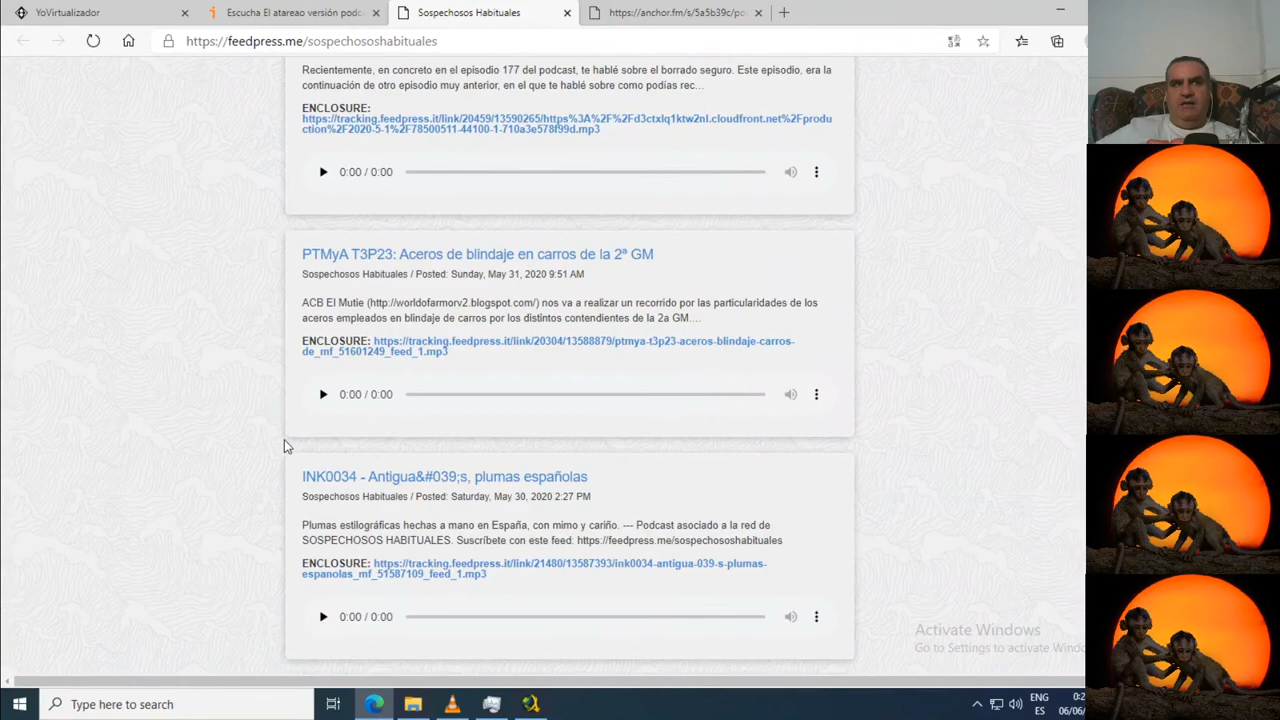 YoVirtualizador
Escucha El atareao versión podc
Sospechosos Habituales
https://anchor.fm/s/5a5b39c/po
https://feedpress.me/sospechososhabituales
Recientemente, en concreto en el episodio 177 del podcast, te hablé sobre el borrado seguro. Este episodio, era la
continuación de otro episodio muy anterior, en el que te hablé sobre como podías rec…
ENCLOSURE:
https://tracking.feedpress.it/link/20459/13590265/https%3A%2F%2Fd3ctxlq1ktw2nl.cloudfront.net%2Fprodu
ction%2F2020-5-1%2F78500511-44100-1-710a3e578f99d.mp3
0:00 / 0:00
PTMyA T3P23: Aceros de blindaje en carros de la 2ª GM
Sospechosos Habituales / Posted: Sunday, May 31, 2020 9:51 AM
ACB El Mutie (http://worldofarmorv2.blogspot.com/) nos va a realizar un recorrido por las particularidades de los
aceros empleados en blindaje de carros por los distintos contendientes de la 2a GM.…
ENCLOSURE: https://tracking.feedpress.it/link/20304/13588879/ptmya-t3p23-aceros-blindaje-carros-
de_mf_51601249_feed_1.mp3
0:00 / 0:00
INK0034 - Antigua&#039;s, plumas españolas
Sospechosos Habituales / Posted: Saturday, May 30, 2020 2:27 PM
Plumas estilográficas hechas a mano en España, con mimo y cariño. --- Podcast asociado a la red de
SOSPECHOSOS HABITUALES. Suscríbete con este feed: https://feedpress.me/sospechososhabituales
ENCLOSURE: https://tracking.feedpress.it/link/21480/13587393/ink0034-antigua-039-s-plumas-
espanolas_mf_51587109_feed_1.mp3
0:00 / 0:00
Activate Windows
Go to Settings to activate Windo
Type here to search
ENG
ES
0:2
06/06/